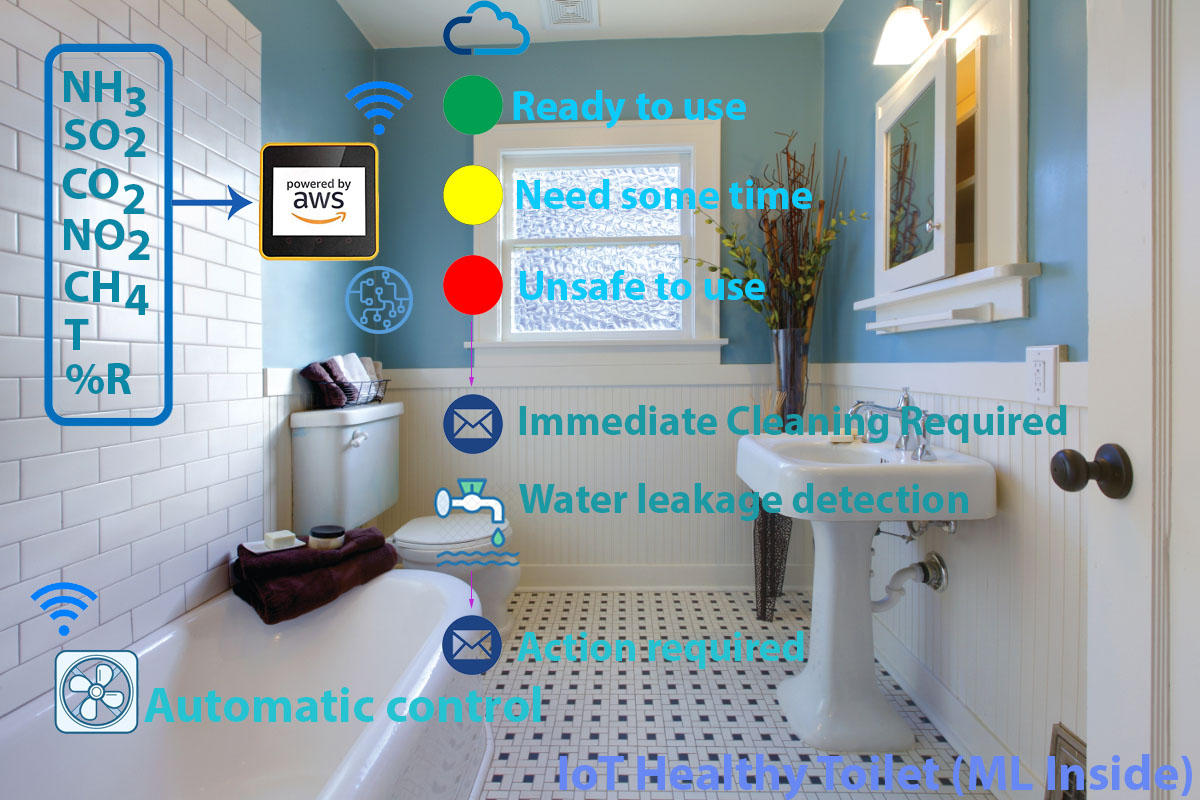 NH3
SO2
CO2
NO2
CH4
T
%R
powered by
aws
Ready to use
Need some time
Unsafe to use
Immediate Cleaning Required
Water leakage detection
Action required
Automatic control
IoT Healthy Toilet (ML Inside)